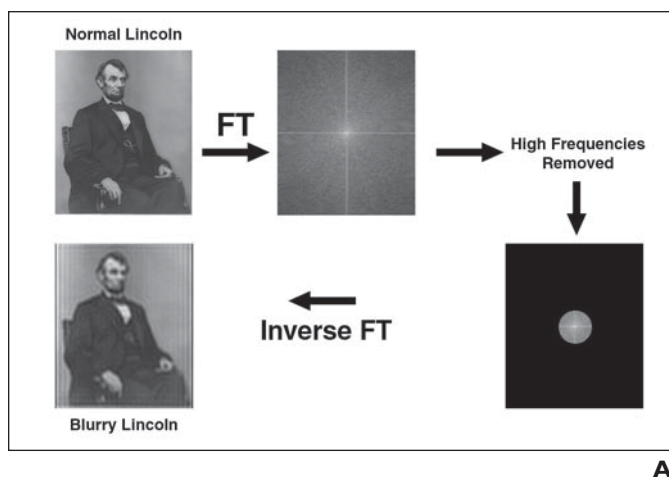 Normal Lincoln
FT
High Frequencies
Removed
Inverse FT
Blurry Lincoln
A